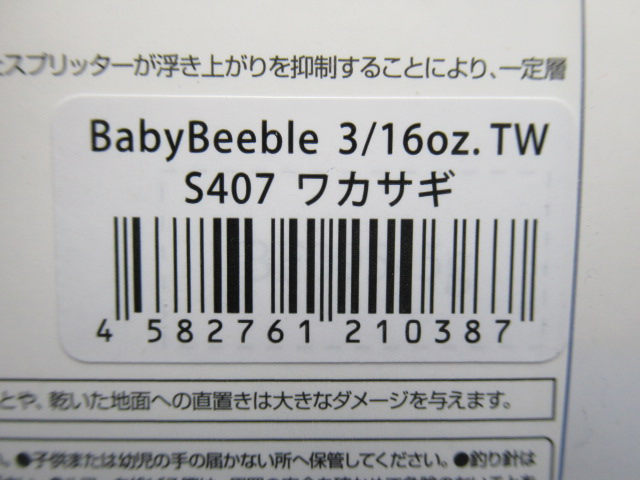 たスプリッターが浮き上がりを抑制することにより、一定層
BabyBeeble 3/16oz. TW
S407 ワカサギ
4 582761 210387
とや、乾いた地面への直置きは大きなダメージを与えます。
●子供または幼児の手の届かない所へ保管してください。●釣り針は